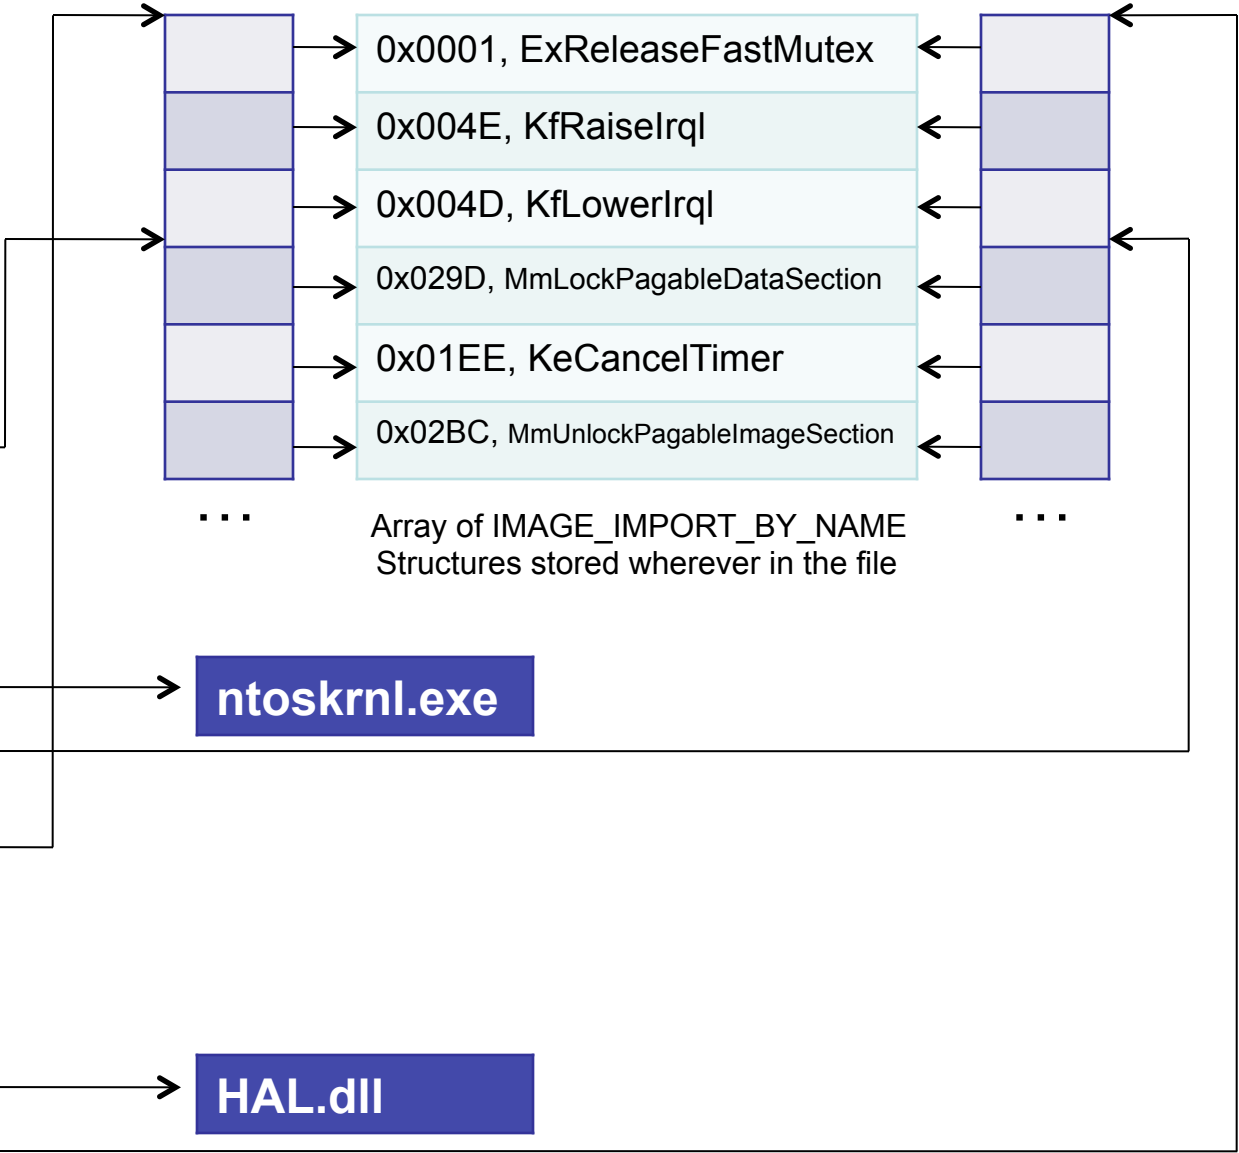 0x0001, ExReleaseFastMutex
0x004E, KfRaiseIrql
0x004D, KfLowerIrql
0x029D, MmLockPagableDataSection
0x01EE, KeCancelTimer
0x02BC, MmUnlockPagableImageSection
... ...
Array of IMAGE_IMPORT_BY_NAME
Structures stored wherever in the file
ntoskrnl.exe
HAL.dll